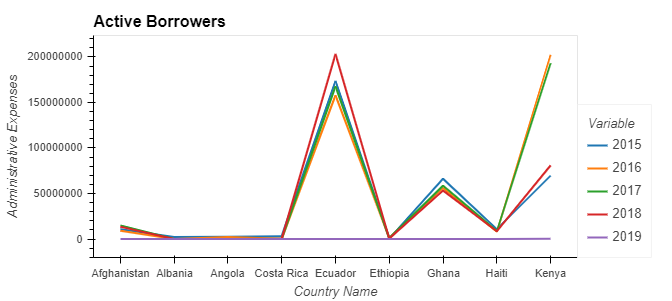 Active Borrowers
Administrative Expenses
200000000
150000000
100000000
50000000
0
Afghanistan Albania Angola Costa Rica Ecuador Ethiopia Ghana Haiti Kenya
Country Name
Variable
2015
2016
2017
2018
2019